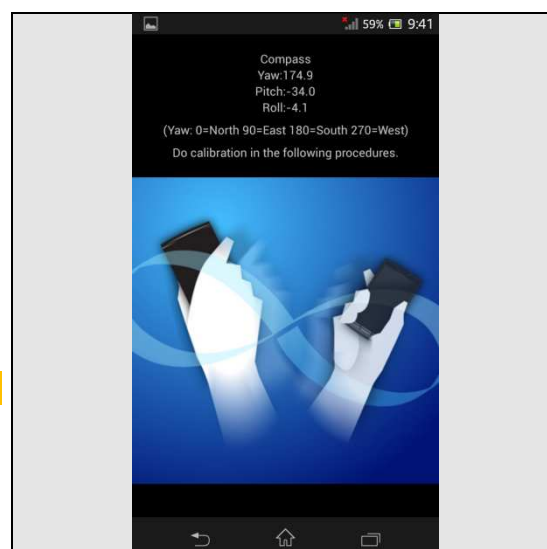 59% 9:41
Compass
Yaw:174.9
Pitch:-34.0
Roll:-4.1
(Yaw: 0=North 90=East 180=South 270=West)
Do calibration in the following procedures.